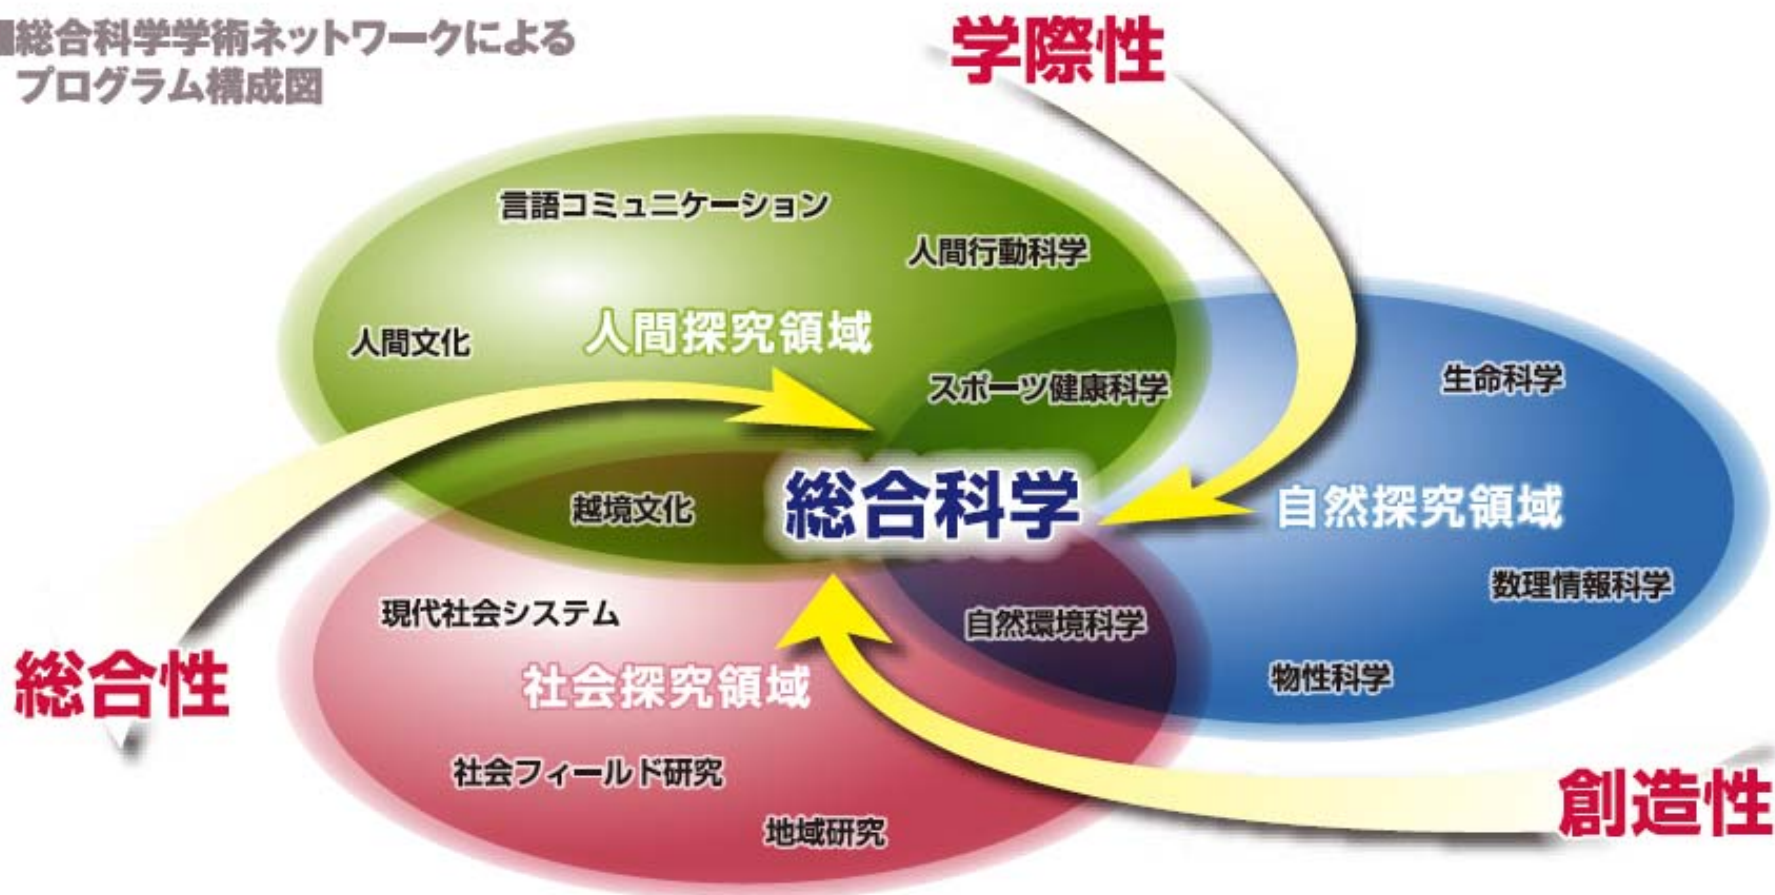 ■総合科学学術ネットワークによる
プログラム構成図
学際性
言語コミュニケーション
人間行動科学
人間文化
人間探究領域
スポーツ健康科学
生命科学
越境文化
総合科学
自然探究領域
数理情報科学
現代社会システム
自然環境科学
物性科学
総合性
社会探究領域
社会フィールド研究
地域研究
創造性